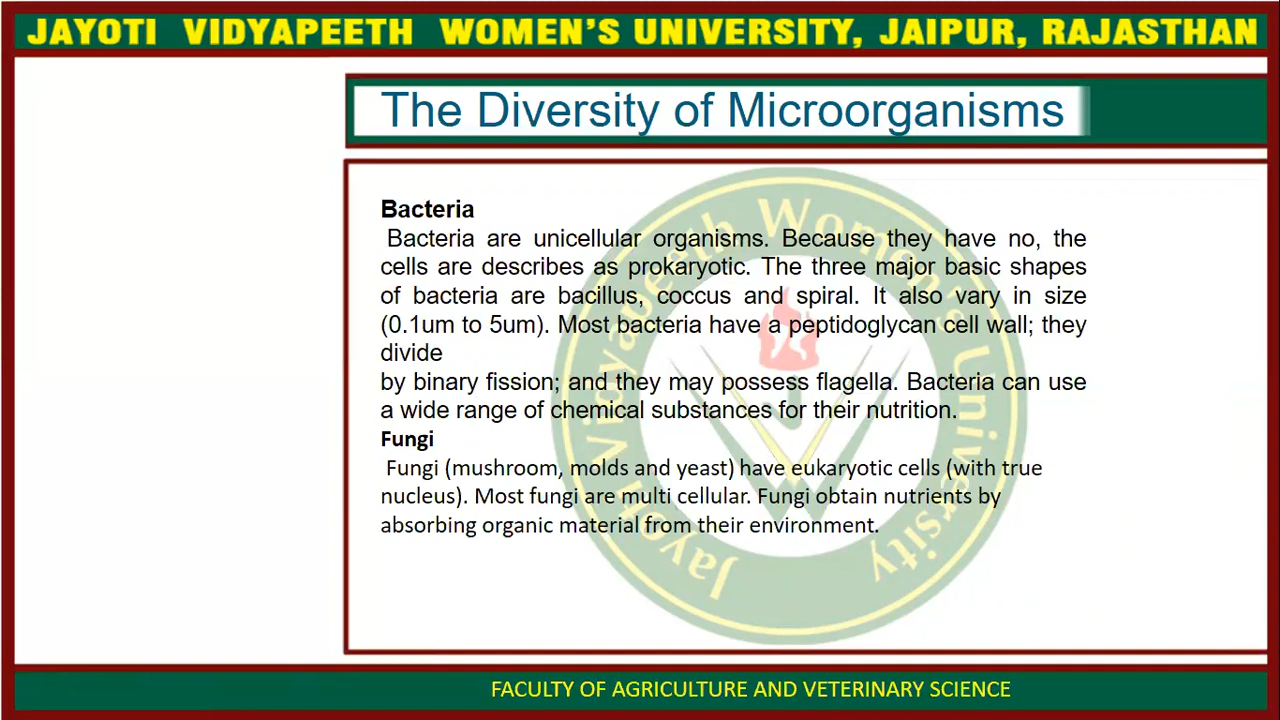 JAYOTI VIDYAPEETH WOMEN'S UNIVERSITY, JAIPUR, RAJASTHAN
The Diversity of Microorganisms
Bacteria
Bacteria are unicellular organisms. Because they have no, the
cells are describes as prokaryotic. The three major basic shapes
of bacteria are bacillus, coccus and spiral. It also vary in size
(0.1um to 5um). Most bacteria have a peptidoglycan cell wall; they
divide
by binary fission; and they may possess flagella. Bacteria can use
a wide range of chemical substances for their nutrition.
Fungi
Fungi (mushroom, molds and yeast) have eukaryotic cells (with true
nucleus). Most fungi are multi cellular. Fungi obtain nutrients by
absorbing organic material from their environment.
Jayoti Vidyapeeth Women's University
FACULTY OF AGRICULTURE AND VETERINARY SCIENCE